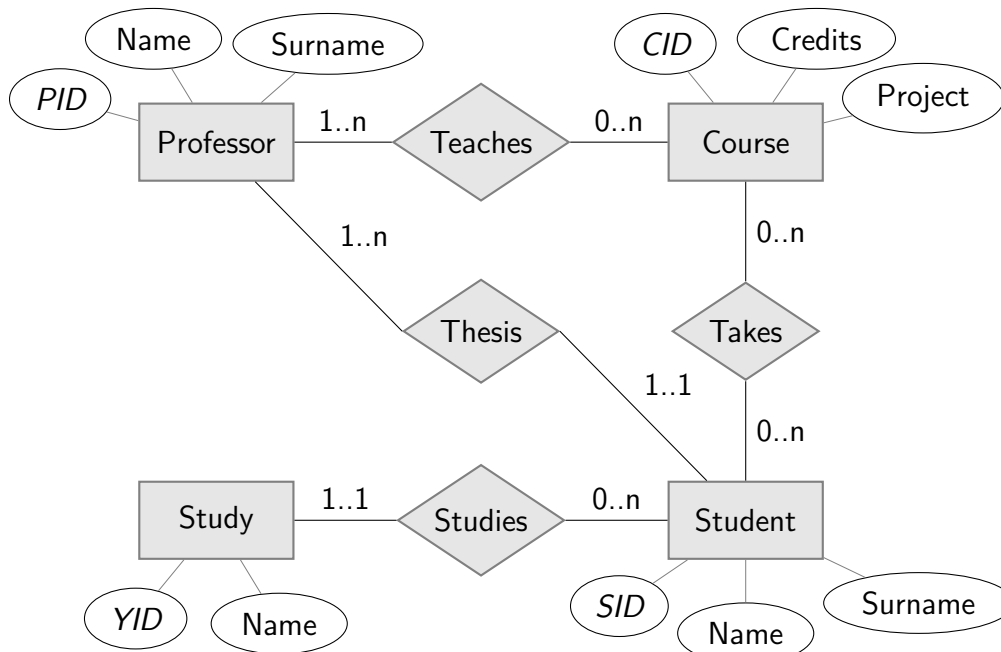 Name
Surname
CID
Credits
PID
Project
Professor
1..n
Teaches
0..n
Course
1..n
0..n
Thesis
Takes
1..1
0..n
Study
1..1
Studies
0..n
Student
YID
Name
SID
Name
Surname